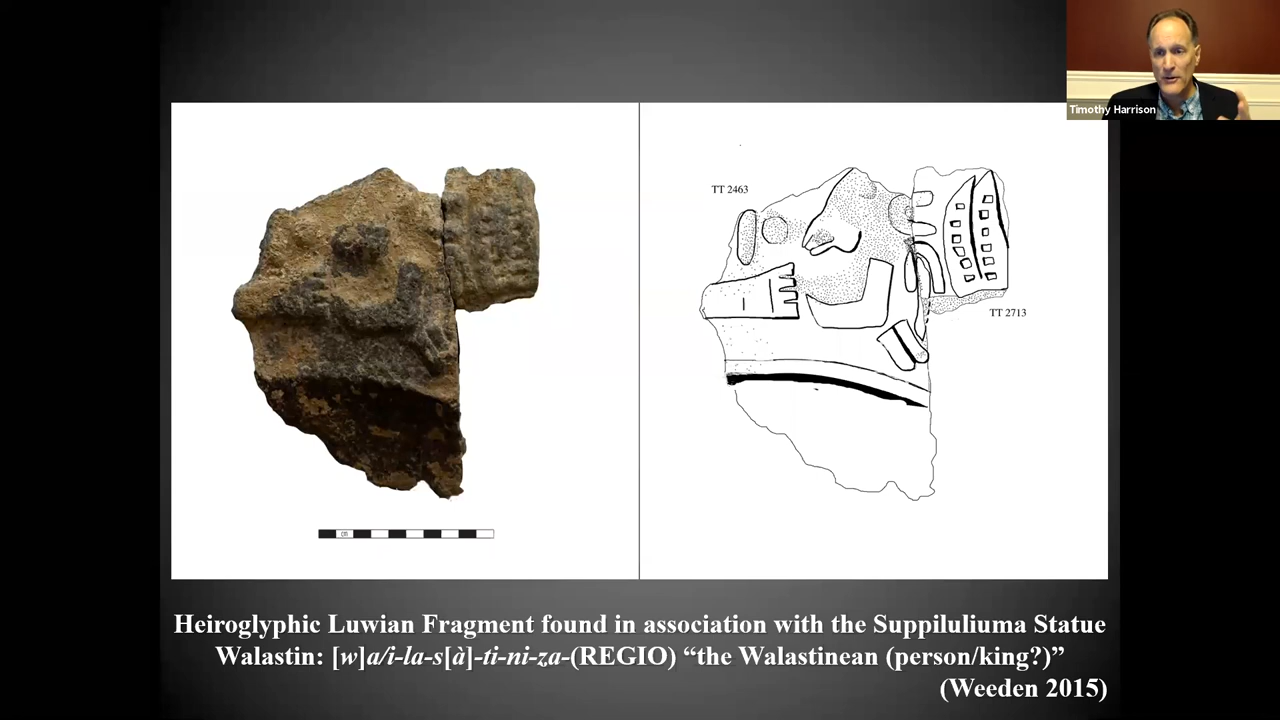 Timothy Harrison
TT 2463
TT 2713
cm
Heiroglyphic Luwian Fragment found in association with the Suppiluliuma Statue
Walastin: [w]a/i-la-s[à]-ti-ni-za-(REGIO) “the Walastinean (person/king?)”
(Weeden 2015)